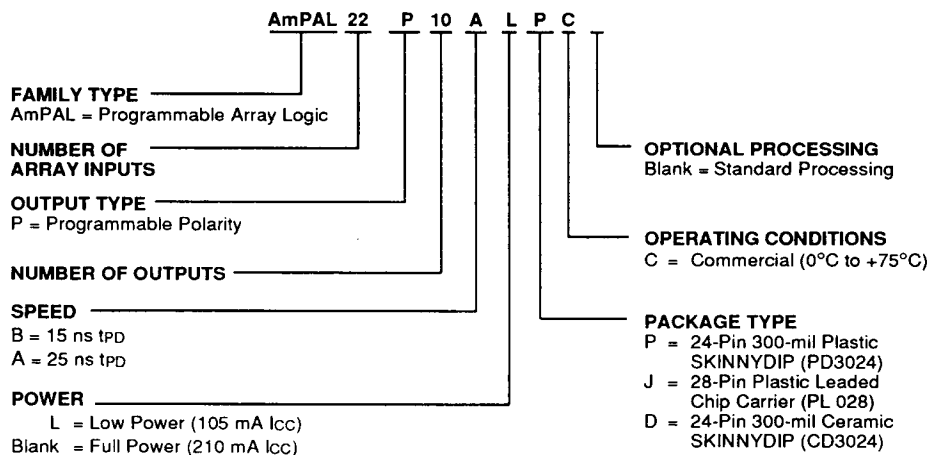 AmPAL 22 P 10 A L P C
FAMILY TYPE
AmPAL = Programmable Array Logic
NUMBER OF
ARRAY INPUTS
OUTPUT TYPE
P = Programmable Polarity
NUMBER OF OUTPUTS
SPEED
B = 15 ns tPD
A = 25 ns tPD
POWER
L = Low Power (105 mA ICC)
Blank = Full Power (210 mA ICC)
OPTIONAL PROCESSING
Blank = Standard Processing
OPERATING CONDITIONS
C = Commercial (0°C to +75°C)
PACKAGE TYPE
P = 24-Pin 300-mil Plastic
SKINNYDIP (PD3024)
J = 28-Pin Plastic Leaded
Chip Carrier (PL 028)
D = 24-Pin 300-mil Ceramic
SKINNYDIP (CD3024)